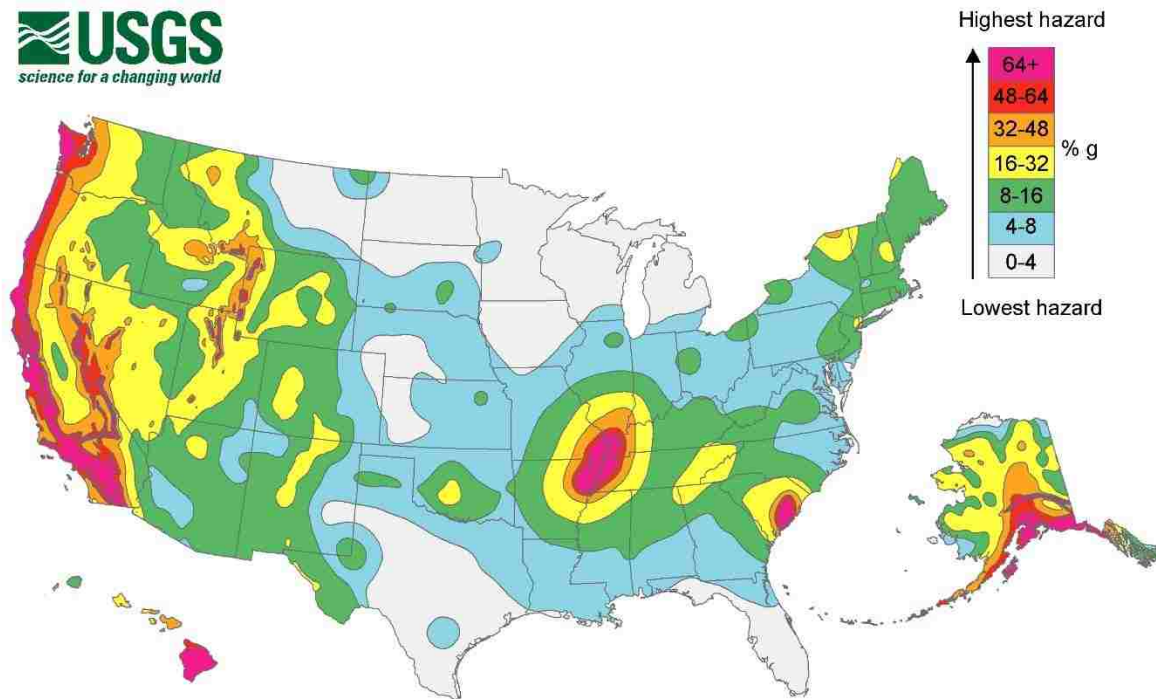 USGS
science for a changing world
Highest hazard
64+
48-64
32-48
16-32
% g
8-16
4-8
0-4
Lowest hazard